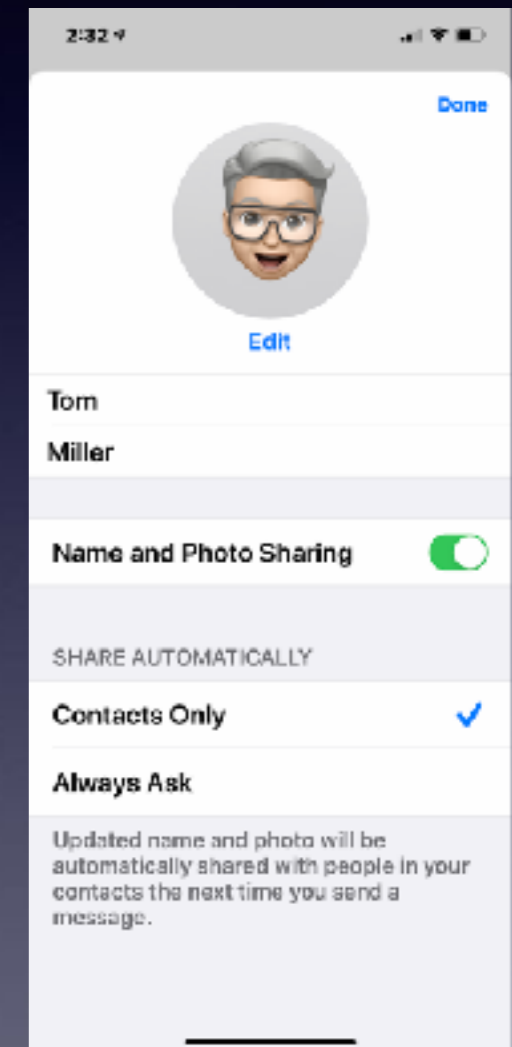 2:32
Done
Edit
Tom
Miller
Name and Photo Sharing
SHARE AUTOMATICALLY
Contacts Only
Always Ask
Updated name and photo will be
automatically shared with people in your
contacts the next time you send a
message.